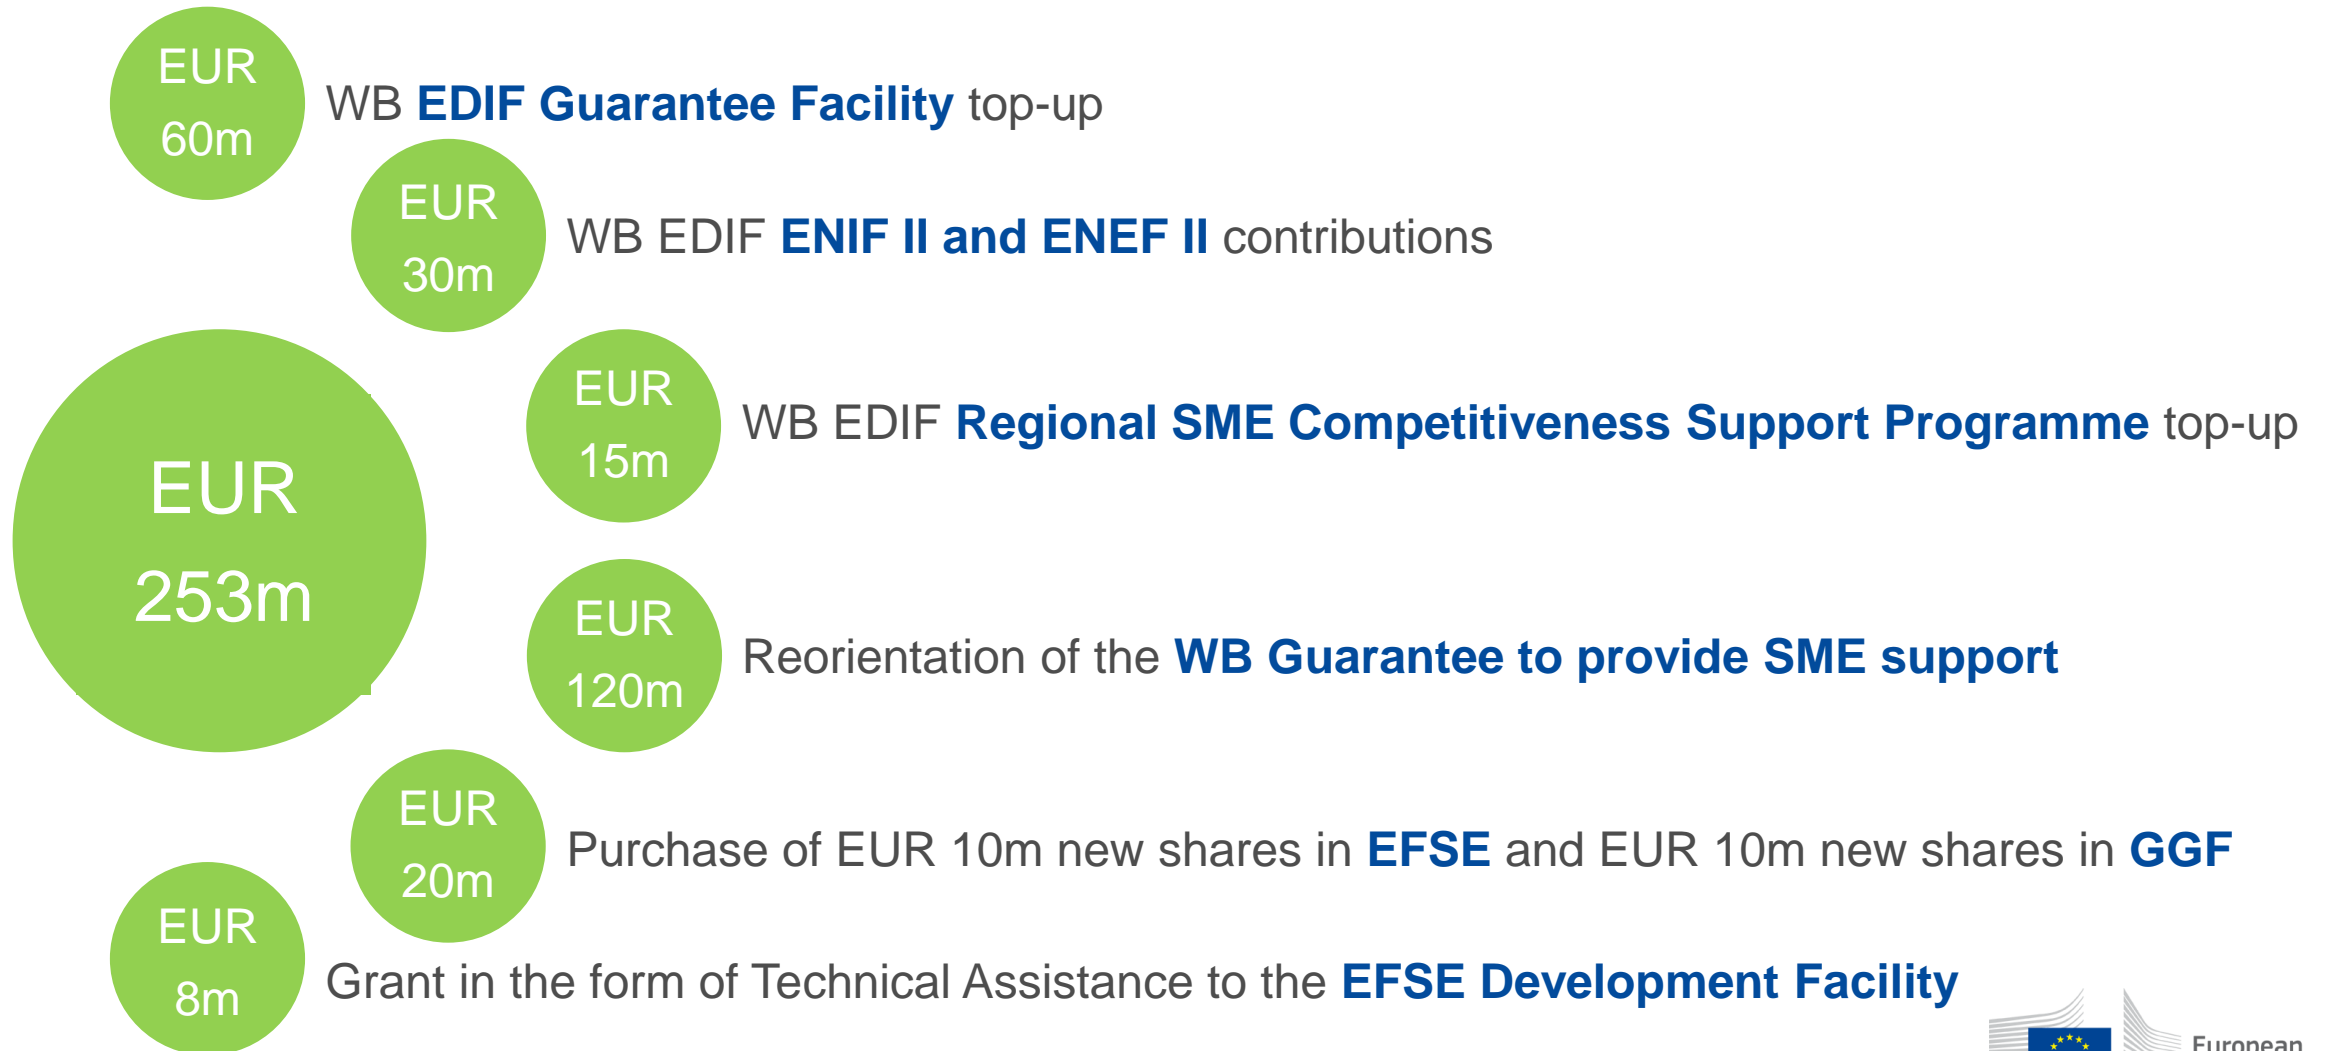 EUR
60m
WB EDIF Guarantee Facility top-up
EUR
30m
WB EDIF ENIF II and ENEF II contributions
EUR
15m
WB EDIF Regional SME Competitiveness Support Programme top-up
EUR
253m
EUR
120m
Reorientation of the WB Guarantee to provide SME support
EUR
20m
Purchase of EUR 10m new shares in EFSE and EUR 10m new shares in GGF
EUR
8m
Grant in the form of Technical Assistance to the EFSE Development Facility
European